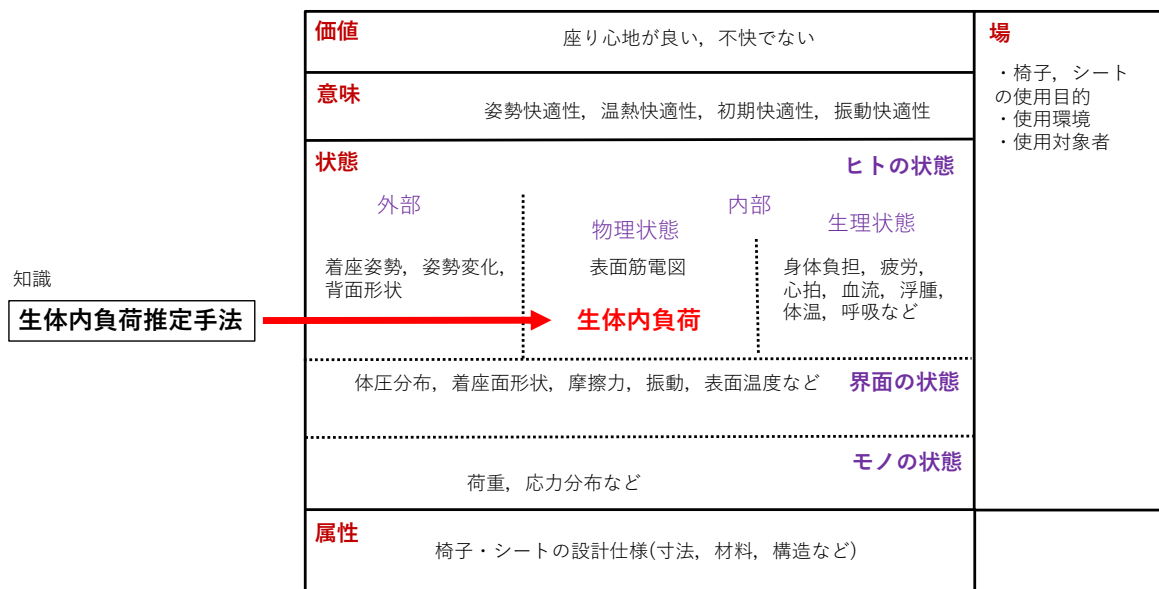 価値
座り心地が良い，不快でない
場
・椅子，シート
の使用目的
・使用環境
・使用対象者
意味
姿勢快適性，温熱快適性，初期快適性，振動快適性
状態
ヒトの状態
外部
内部
物理状態
生理状態
着座姿勢，姿勢変化，
背面形状
表面筋電図
身体負担，疲労，
心拍，血流，浮腫，
体温，呼吸など
知識
生体内負荷推定手法
生体内負荷
体圧分布，着座面形状，摩擦力，振動，表面温度など
界面の状態
モノの状態
荷重，応力分布など
属性
椅子・シートの設計仕様(寸法，材料，構造など)